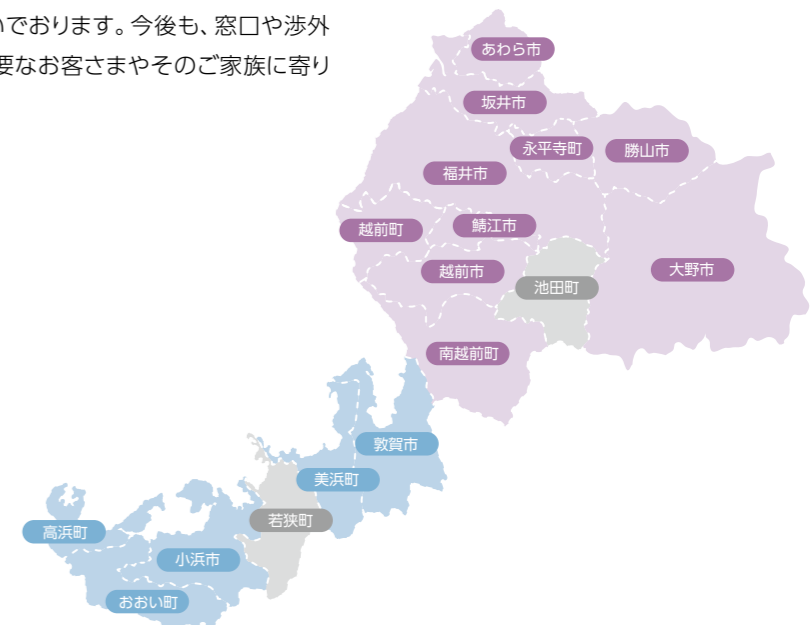 いでおります。今後も、窓口や渉外
要なお客さまやそのご家族に寄り
あわら市
坂井市
永平寺町
勝山市
福井市
越前町
鯖江市
越前市
池田町
大野市
南越前町
敦賀市
美浜町
若狭町
高浜町
小浜市
おおい町